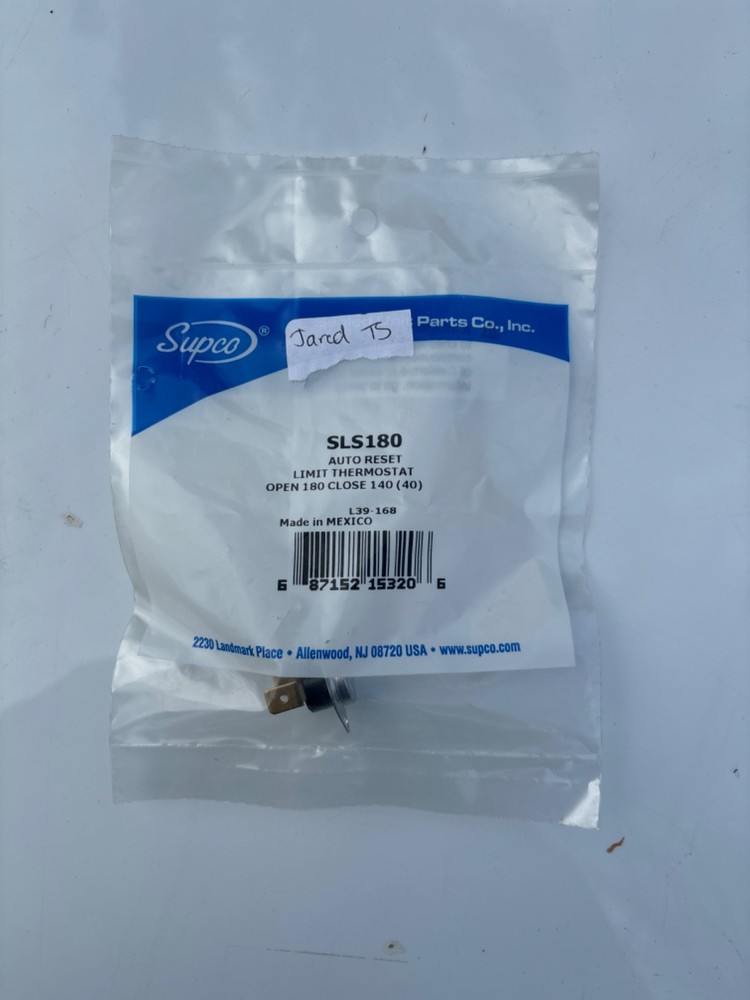 Supco®
Jared T5
Parts Co., Inc.
SLS180
AUTO RESET
LIMIT THERMOSTAT
OPEN 180 CLOSE 140 (40)
L39-168
Made in MEXICO
6 87152 15320 6
2230 Landmark Place • Allenwood, NJ 08720 USA • www.supco.com